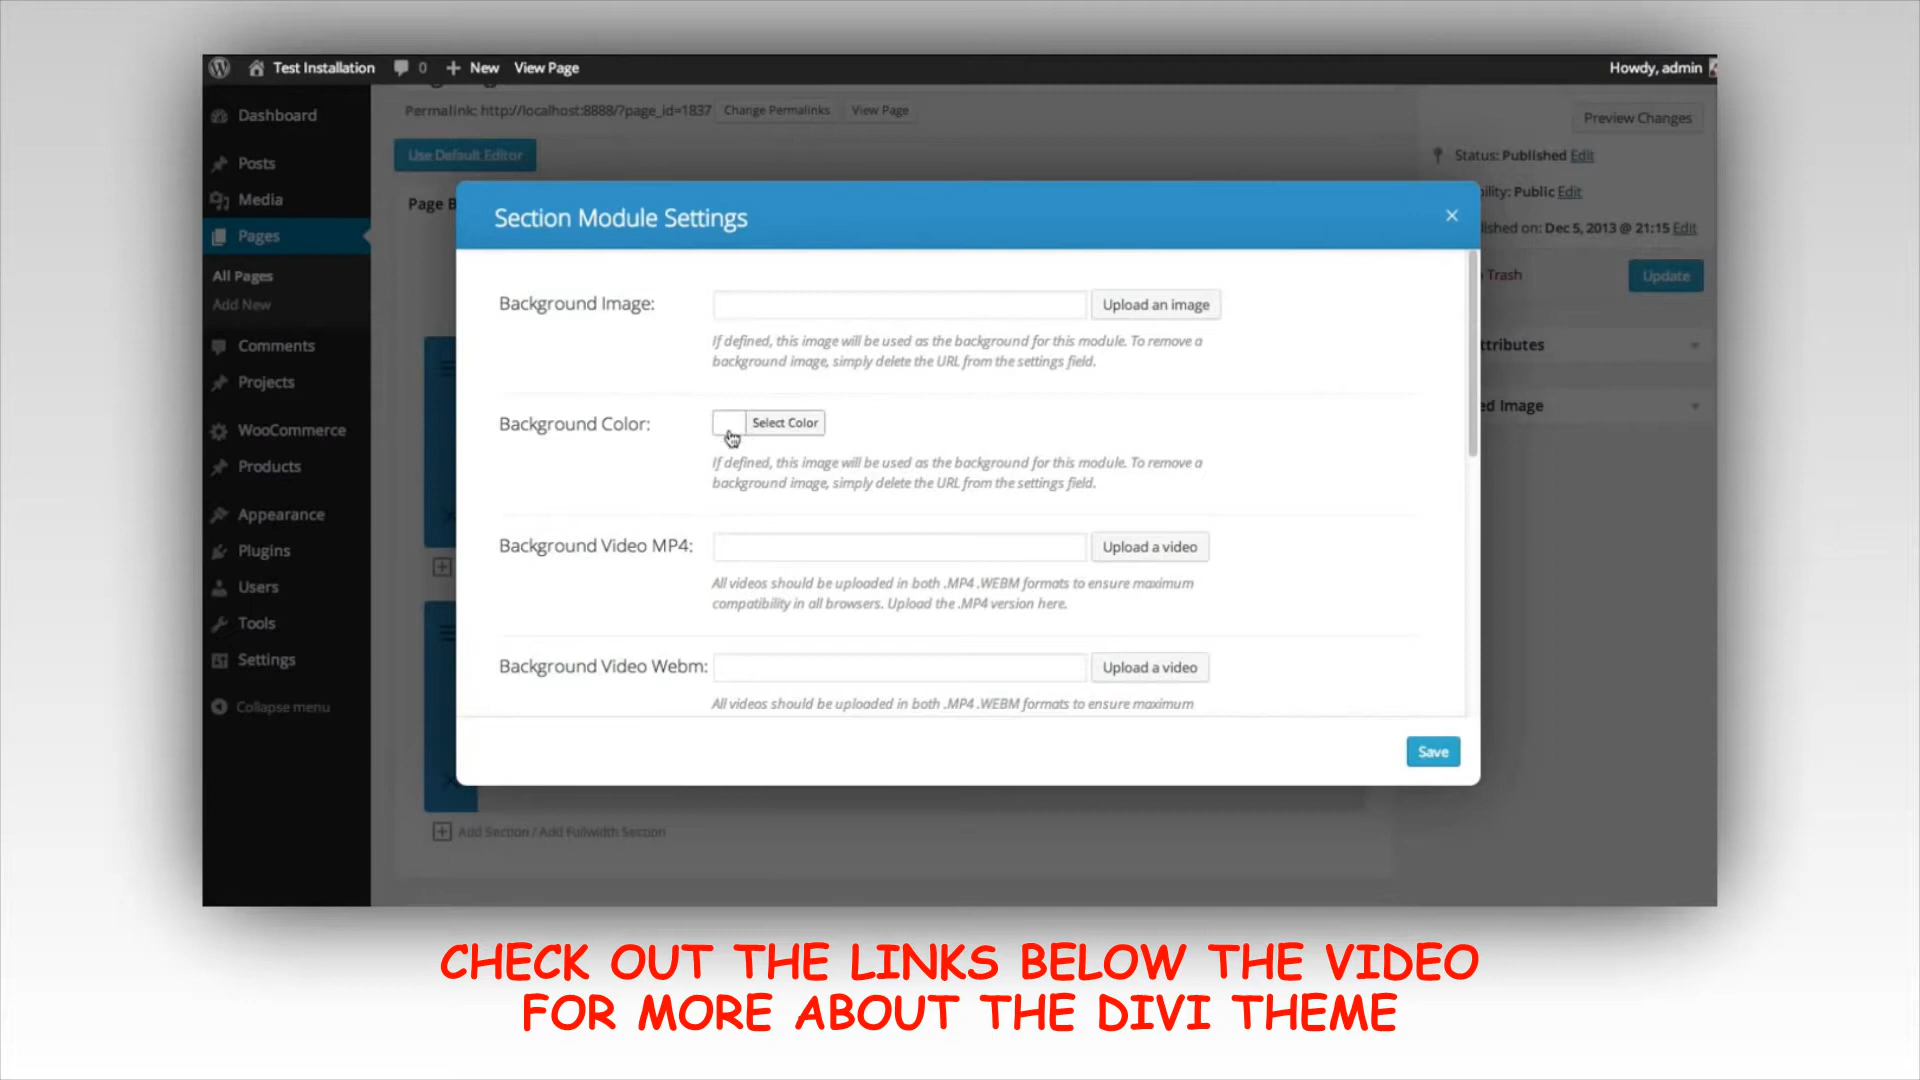 Test Installation 0 New View Page Howdy, admin
Dashboard
Posts
Media
Pages
All Pages
Add New
Comments
Projects
WooCommerce
Products
Appearance
Plugins
Users
Tools
Settings
Collapse menu
Permalink: http://localhost:8888/?page_id=1837 Change Permalinks View Page
Use Default Editor
Page B
Preview Changes
Status: Published Edit
ility: Public Edit
ished on: Dec 5, 2013 @ 21:15 Edit
Trash Update
ttributes
ed Image
Section Module Settings ×
Background Image: Upload an image
If defined, this image will be used as the background for this module. To remove a
background image, simply delete the URL from the settings field.
Background Color: Select Color
If defined, this image will be used as the background for this module. To remove a
background image, simply delete the URL from the settings field.
Background Video MP4: Upload a video
All videos should be uploaded in both .MP4 .WEBM formats to ensure maximum
compatibility in all browsers. Upload the .MP4 version here.
Background Video Webm: Upload a video
All videos should be uploaded in both .MP4 .WEBM formats to ensure maximum
Save
Add Section / Add Fullwidth Section
CHECK OUT THE LINKS BELOW THE VIDEO
FOR MORE ABOUT THE DIVI THEME